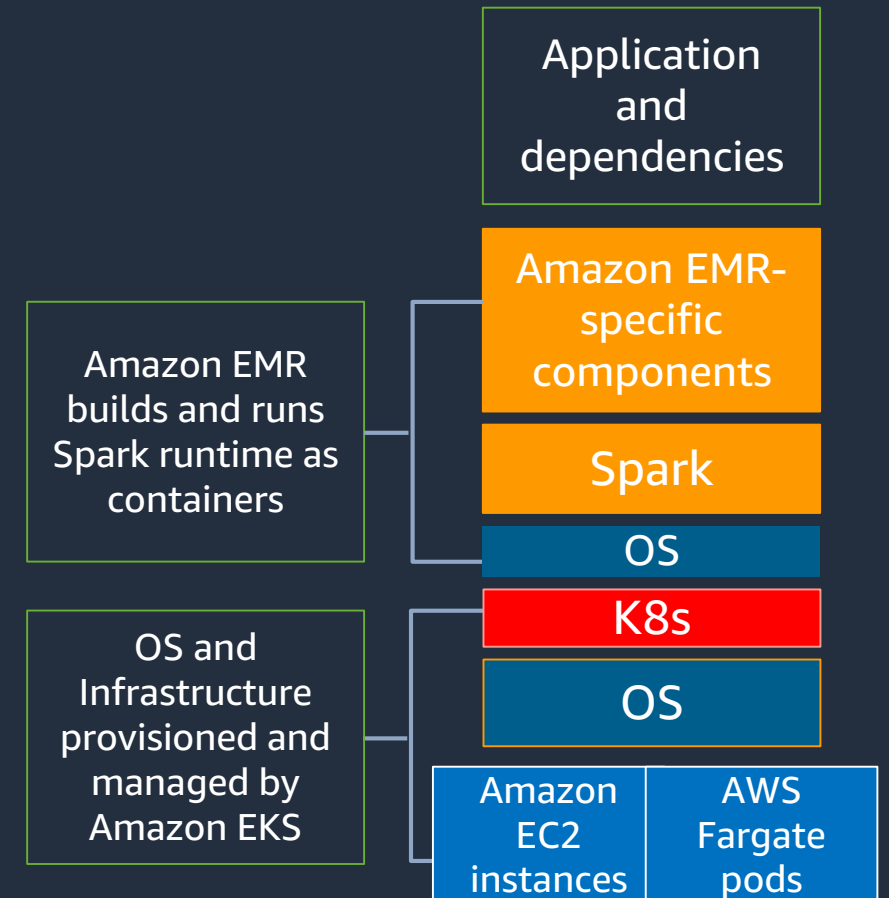 Application
and
dependencies
Amazon EMR-
specific
components
Amazon EMR
builds and runs
Spark runtime as
containers
Spark
OS
K8s
OS and
Infrastructure
provisioned and
managed by
Amazon EKS
OS
Amazon
EC2
instances
AWS
Fargate
pods